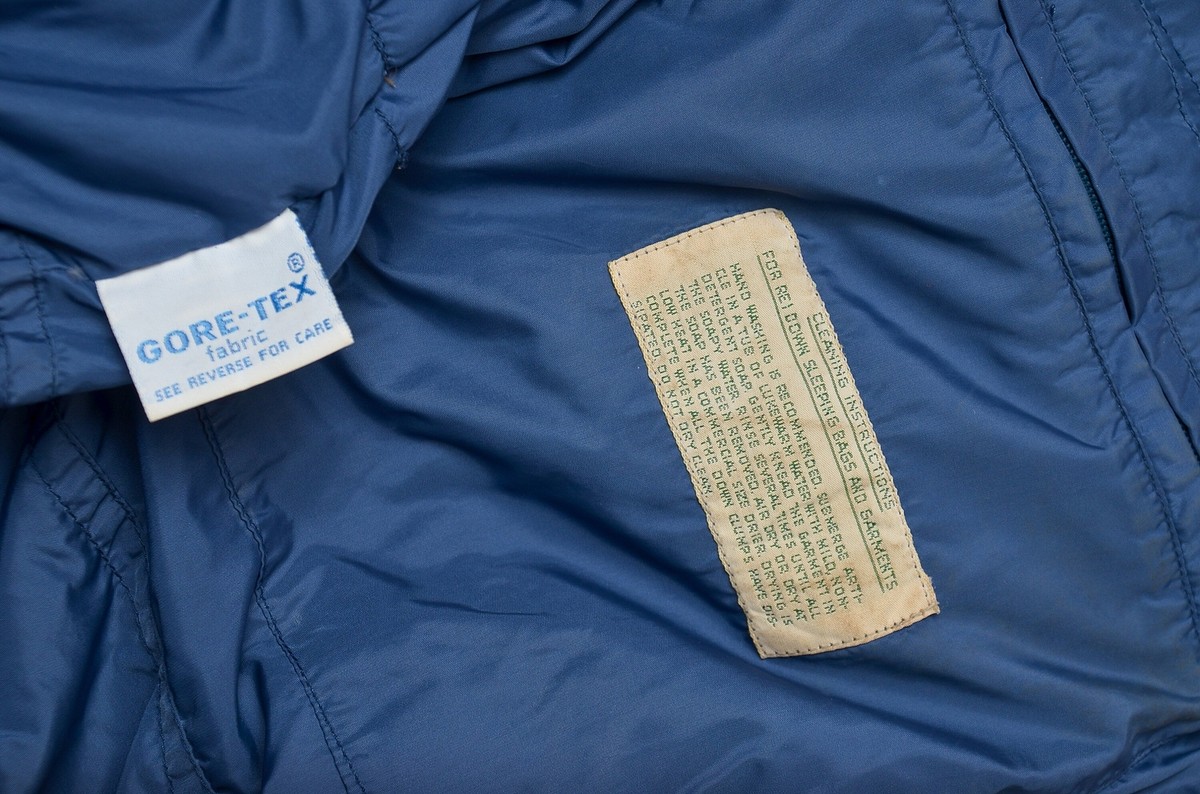 GORE-TEX®
fabric
SEE REVERSE FOR CARE
CLEANING INSTRUCTIONS
FOR REI DOWN SLEEPING BAGS AND GARMENTS
HAND WASHING IS RECOMMENDED. SUBMERGE ARTI-
CLE IN A TUB OF LUKEWARM WATER WITH MILD, NON-
DETERGENT SOAP. GENTLY KNEAD THE GARMENT IN
THE SOAPY WATER. RINSE SEVERAL TIMES UNTIL ALL
THE SOAP HAS BEEN REMOVED. AIR DRY OR DRY AT
LOW HEAT IN A COMMERCIAL SIZE DRIER. DRYING IS
COMPLETE WHEN ALL THE DOWN CLUMPS HAVE DIS-
SIPATED. DO NOT DRY CLEAN.